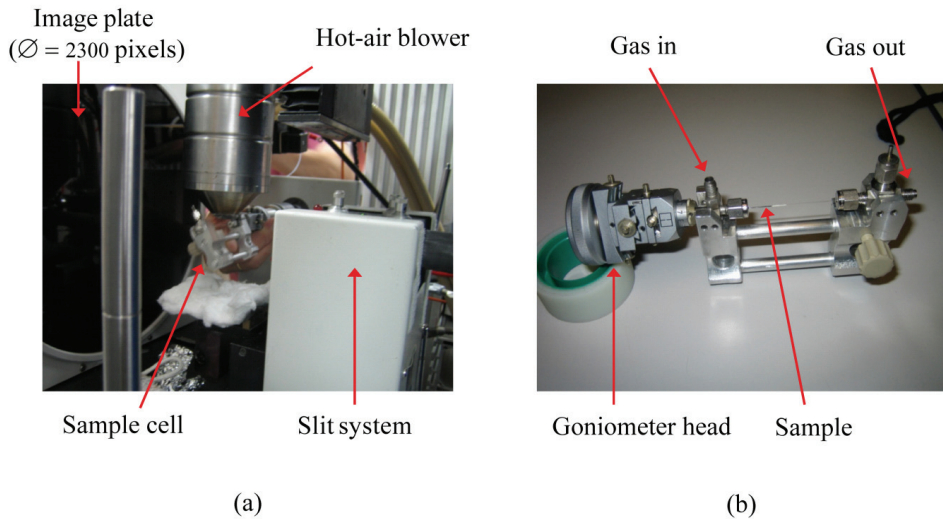 Image plate
(∅ = 2300 pixels)
Hot-air blower
Sample cell
Slit system
(a)
Gas in
Gas out
Goniometer head
Sample
(b)